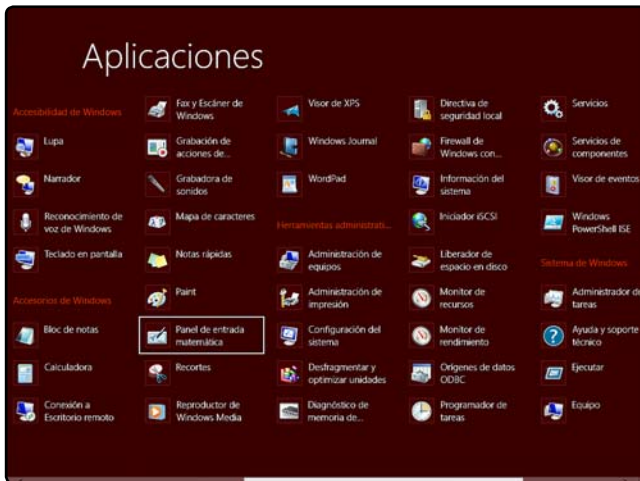 Aplicaciones
Accesibilidad de Windows
Lupa
Narrador
Reconocimiento de
voz de Windows
Teclado en pantalla
Accesorios de Windows
Bloc de notas
Calculadora
Conexión a
Escritorio remoto
Fax y Escáner de
Windows
Grabación de
acciones de...
Grabadora de
sonidos
Mapa de caracteres
Notas rápidas
Paint
Panel de entrada
matemática
Recortes
Reproductor de
Windows Media
Visor de XPS
Windows Journal
WordPad
Herramientas administrati...
Administración de
equipos
Administración de
impresión
Configuración del
sistema
Desfragmentar y
optimizar unidades
Diagnóstico de
memoria de...
Directiva de
seguridad local
Firewall de
Windows con...
Información del
sistema
Iniciador iSCSI
Liberador de
espacio en disco
Monitor de
recursos
Monitor de
rendimiento
Orígenes de datos
ODBC
Programador de
tareas
Servicios
Servicios de
componentes
Visor de eventos
Windows
PowerShell ISE
Sistema de Windows
Administrador de
tareas
Ayuda y soporte
técnico
Ejecutar
Equipo